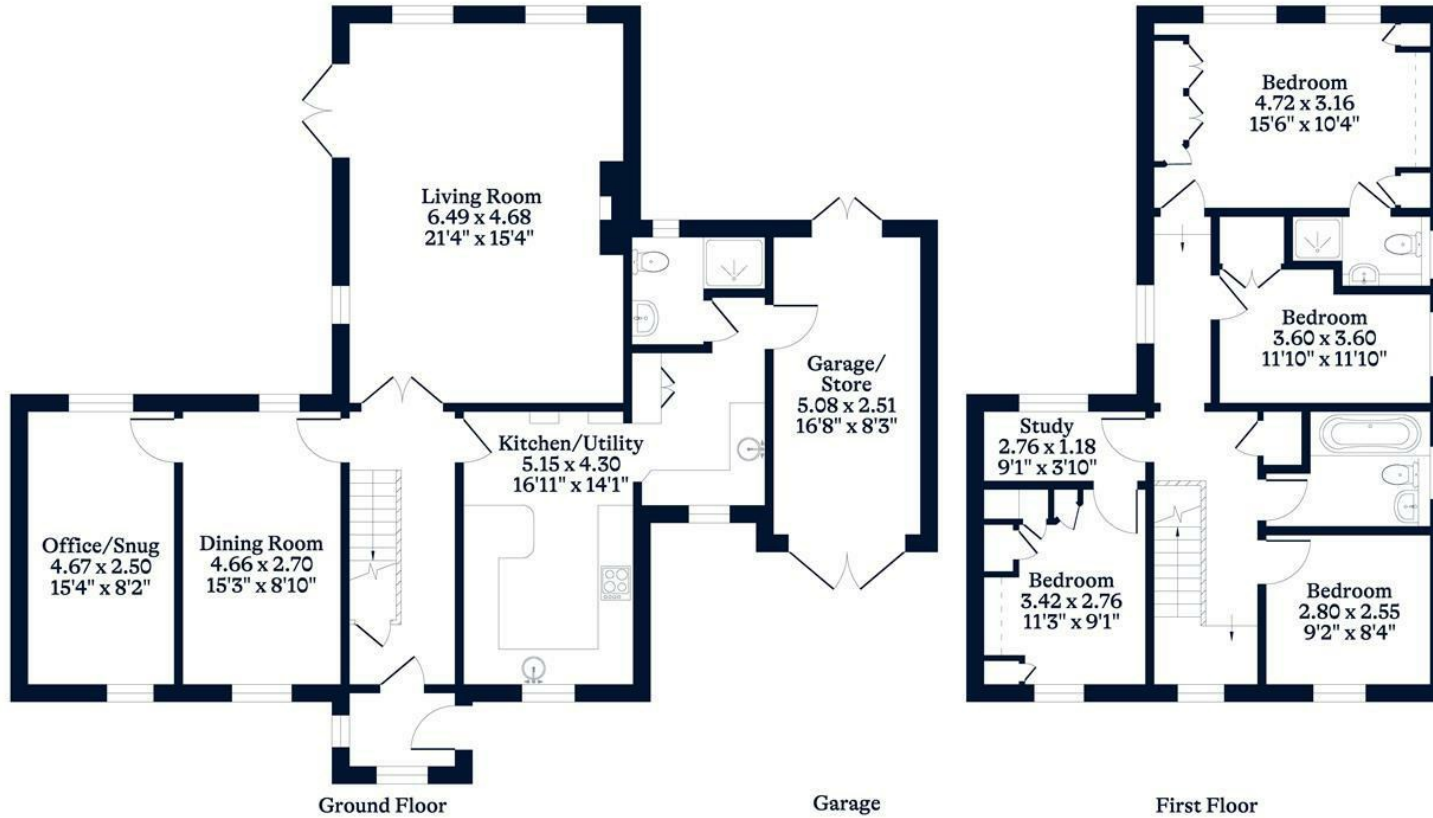 Living Room
6.49 x 4.68
21'4" x 15'4"
Kitchen/Utility
5.15 x 4.30
16'11" x 14'1"
Garage/
Store
5.08 x 2.51
16'8" x 8'3"
Office/Snug
4.67 x 2.50
15'4" x 8'2"
Dining Room
4.66 x 2.70
15'3" x 8'10"
Bedroom
4.72 x 3.16
15'6" x 10'4"
Bedroom
3.60 x 3.60
11'10" x 11'10"
Study
2.76 x 1.18
9'1" x 3'10"
Bedroom
3.42 x 2.76
11'3" x 9'1"
Bedroom
2.80 x 2.55
9'2" x 8'4"
Ground Floor
Garage
First Floor